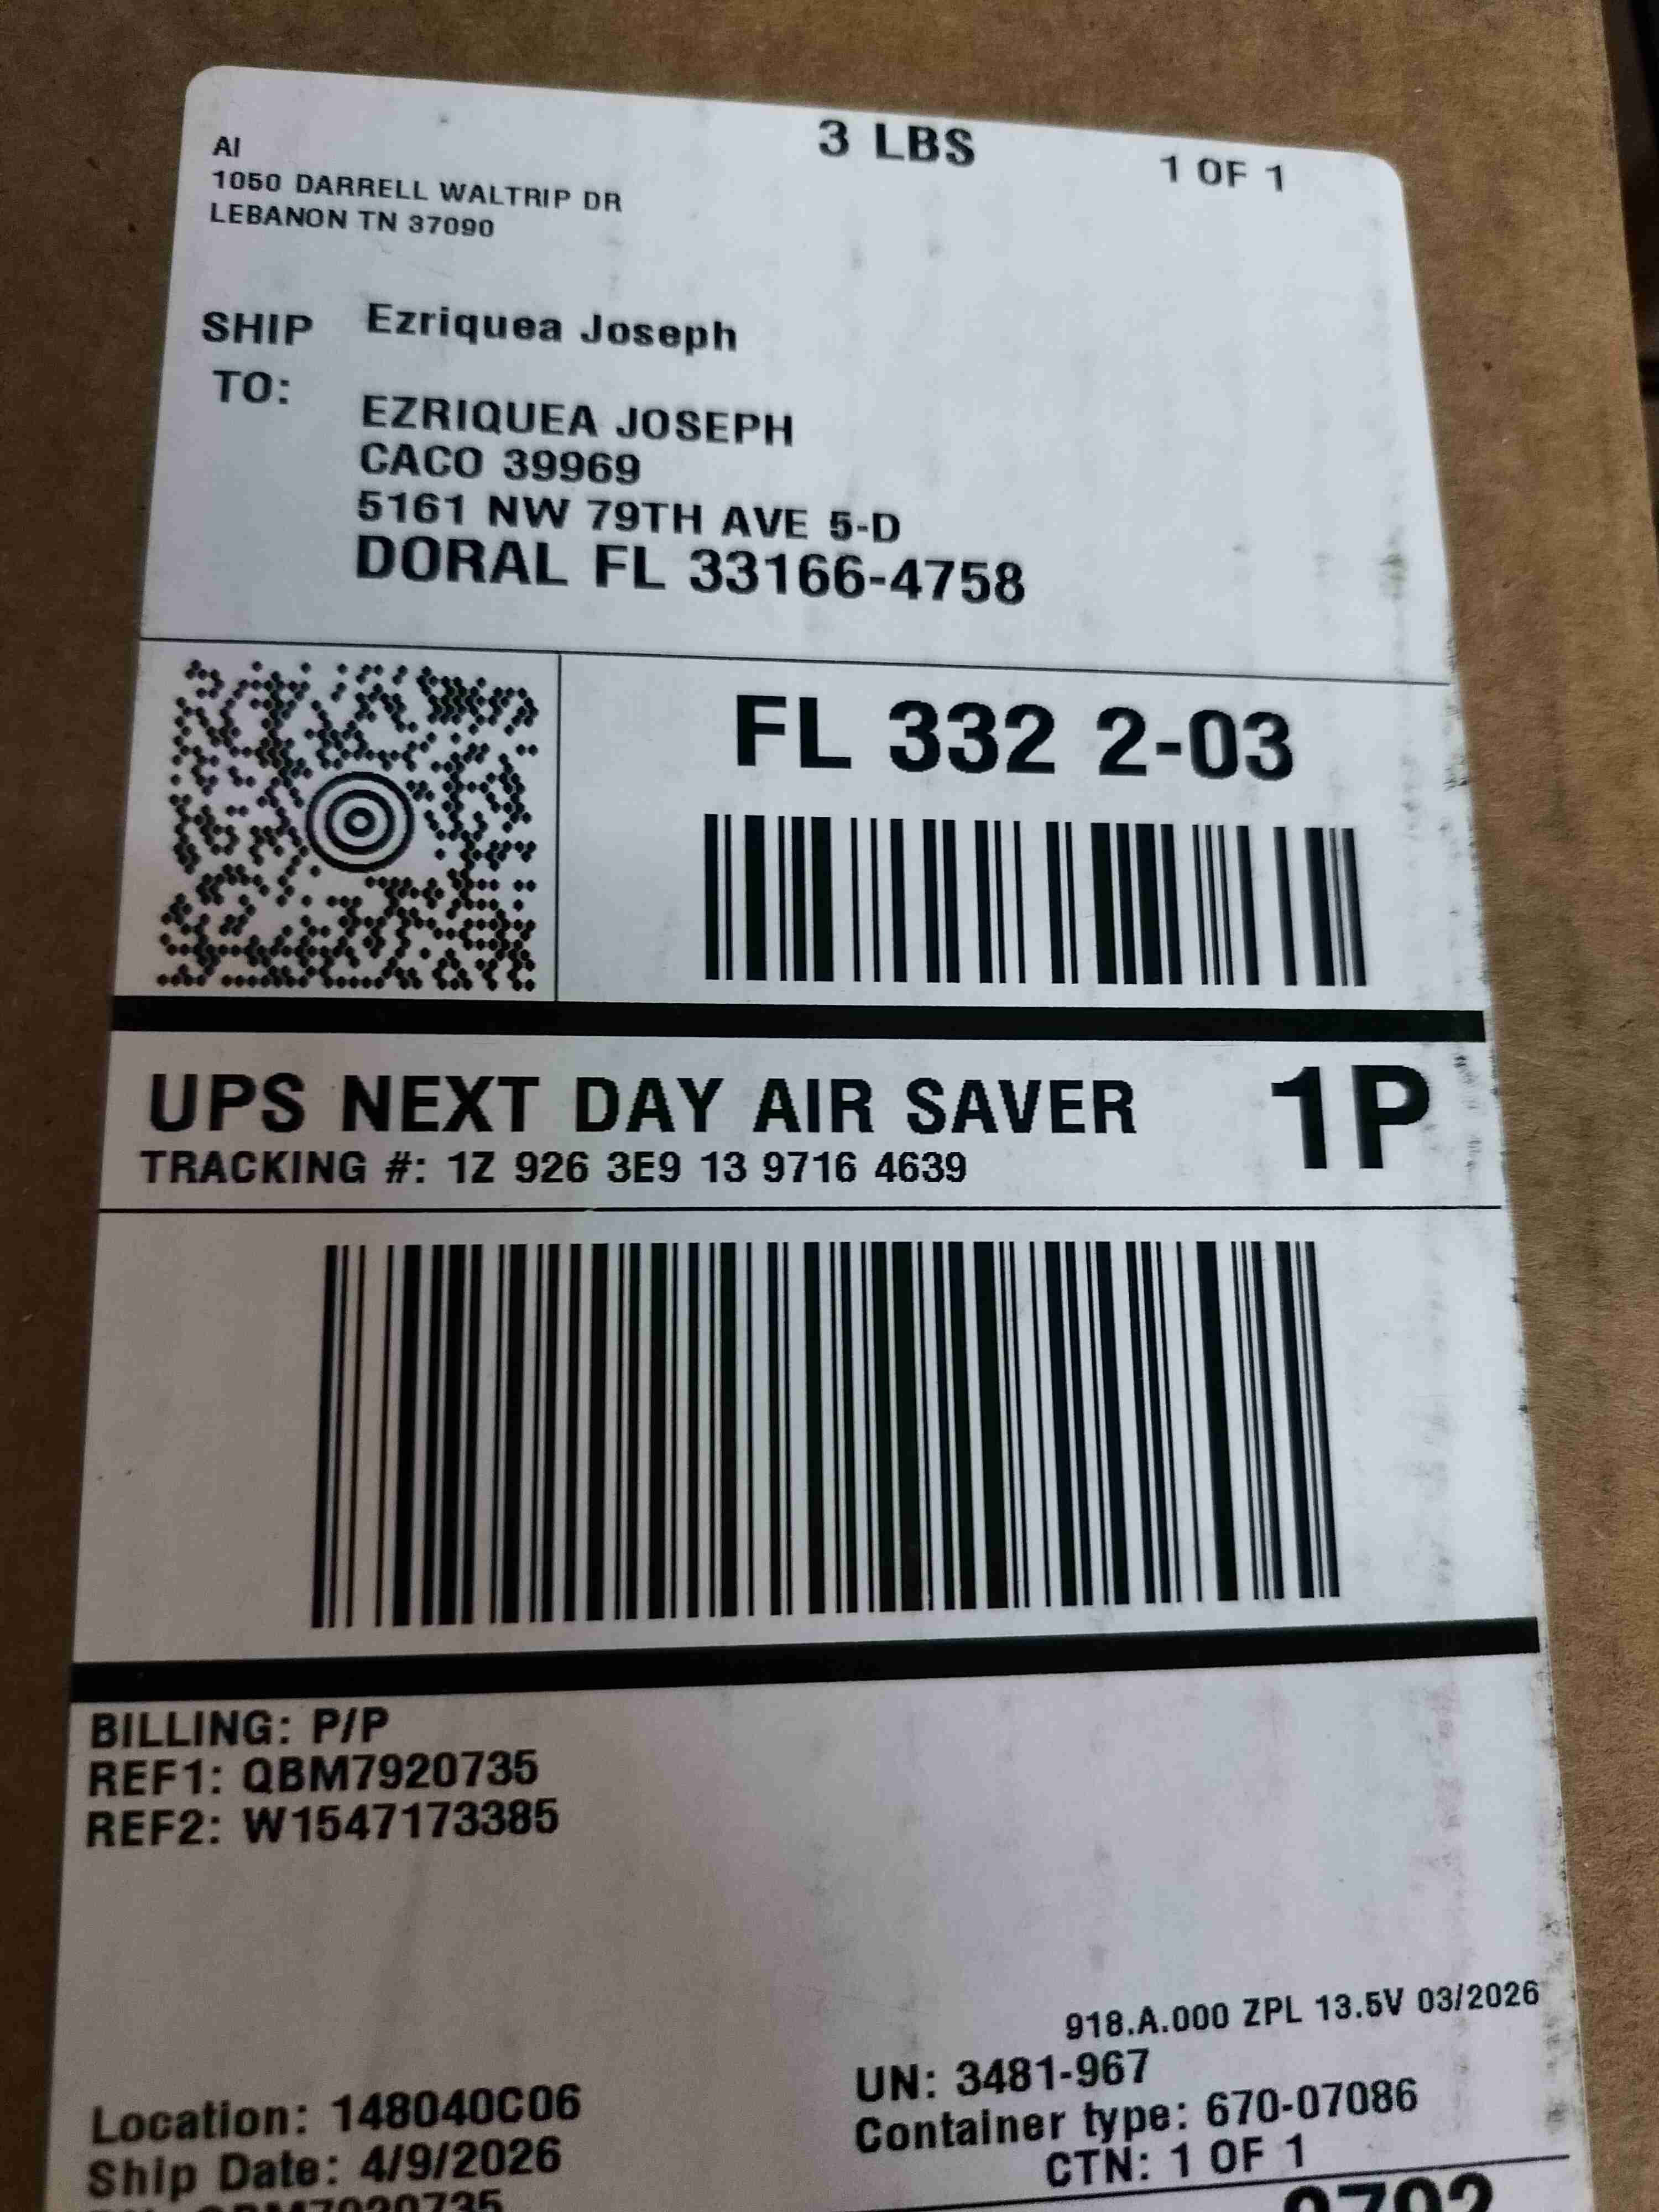 AI
1050 DARRELL WALTRIP DR
LEBANON TN 37090
3 LBS
1 OF 1
SHIP TO:
Ezriquea Joseph
EZRIQUEA JOSEPH
CACO 39969
5161 NW 79TH AVE 5-D
DORAL FL 33166-4758
FL 332 2-03
UPS NEXT DAY AIR SAVER
1P
TRACKING #: 1Z 926 3E9 13 9716 4639
BILLING: P/P
REF1: QBM7920735
REF2: W1547173385
918.A.000 ZPL 13.5V 03/2026
UN: 3481-967
Container type: 670-07086
CTN: 1 OF 1
Location: 148040C06
Ship Date: 4/9/2026